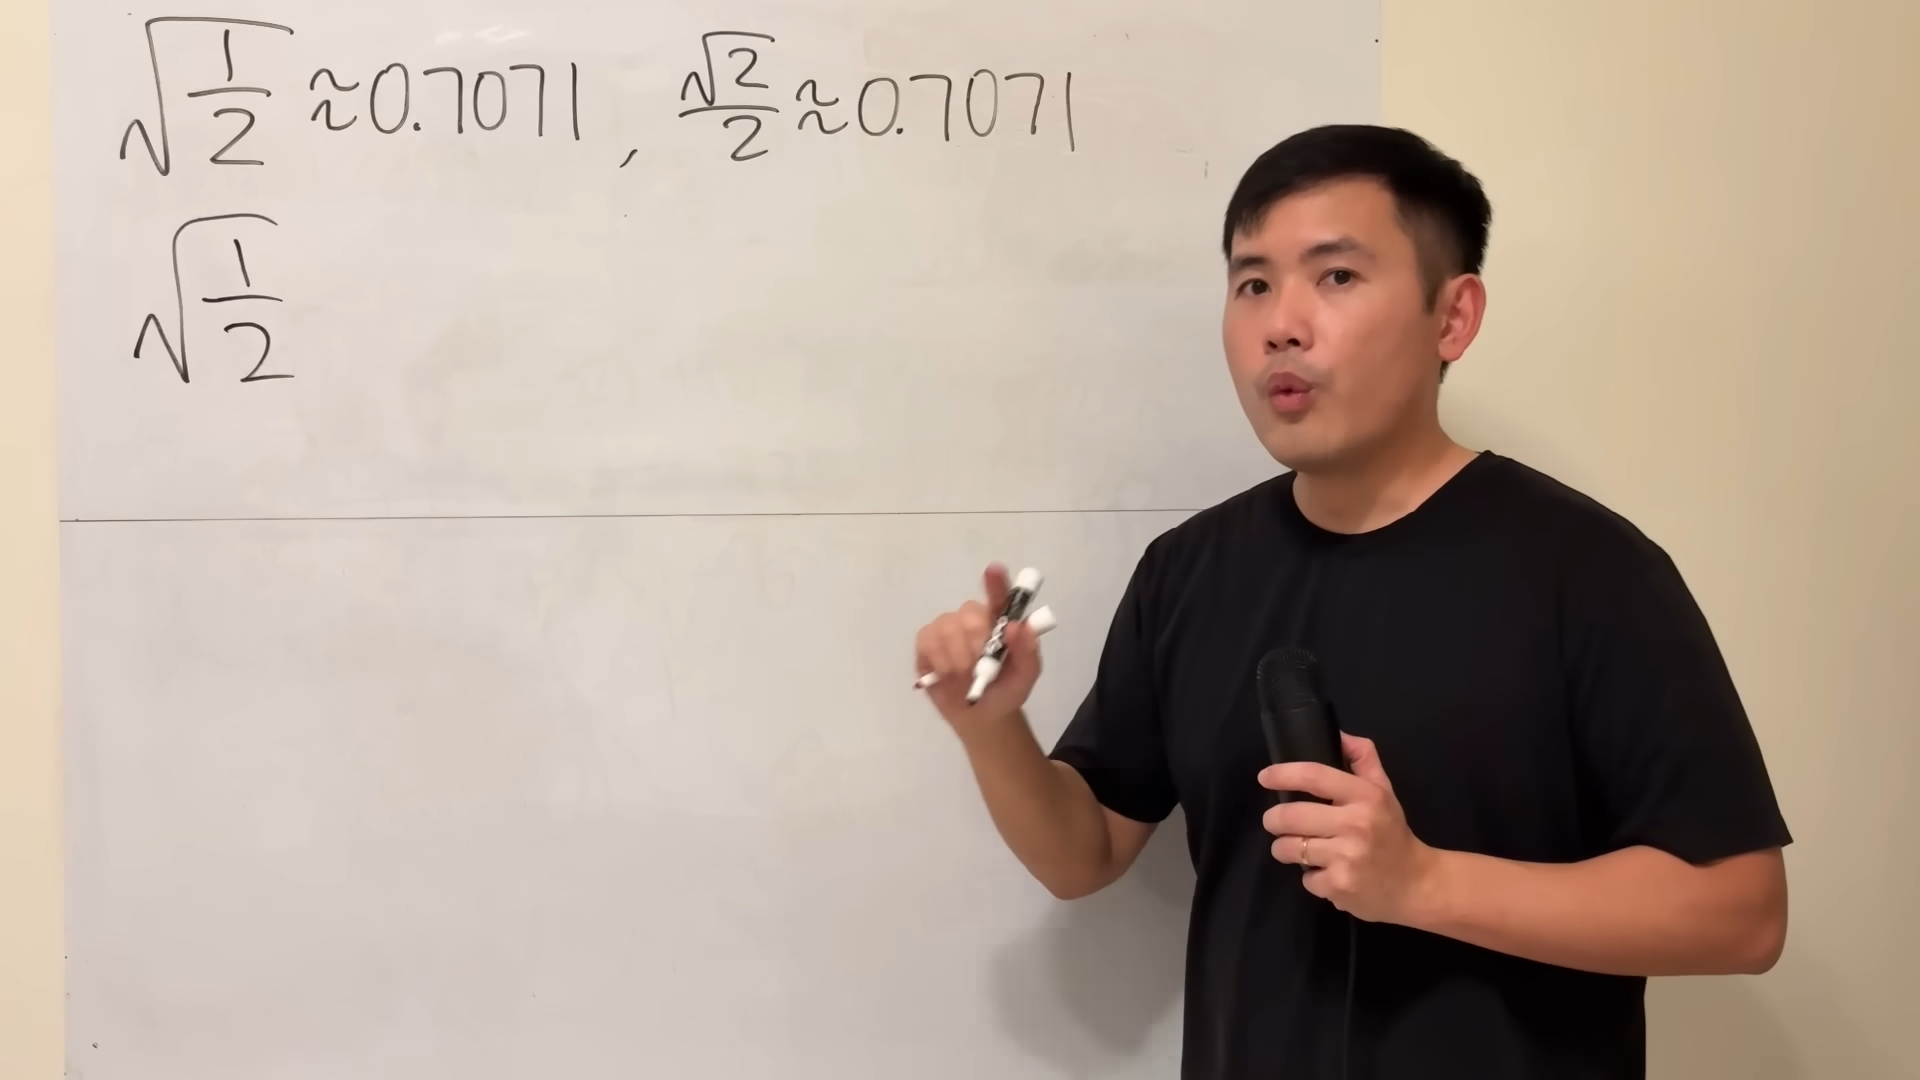 √(1/2) ≈ 0.7071, √2/2 ≈ 0.7071
√(1/2)